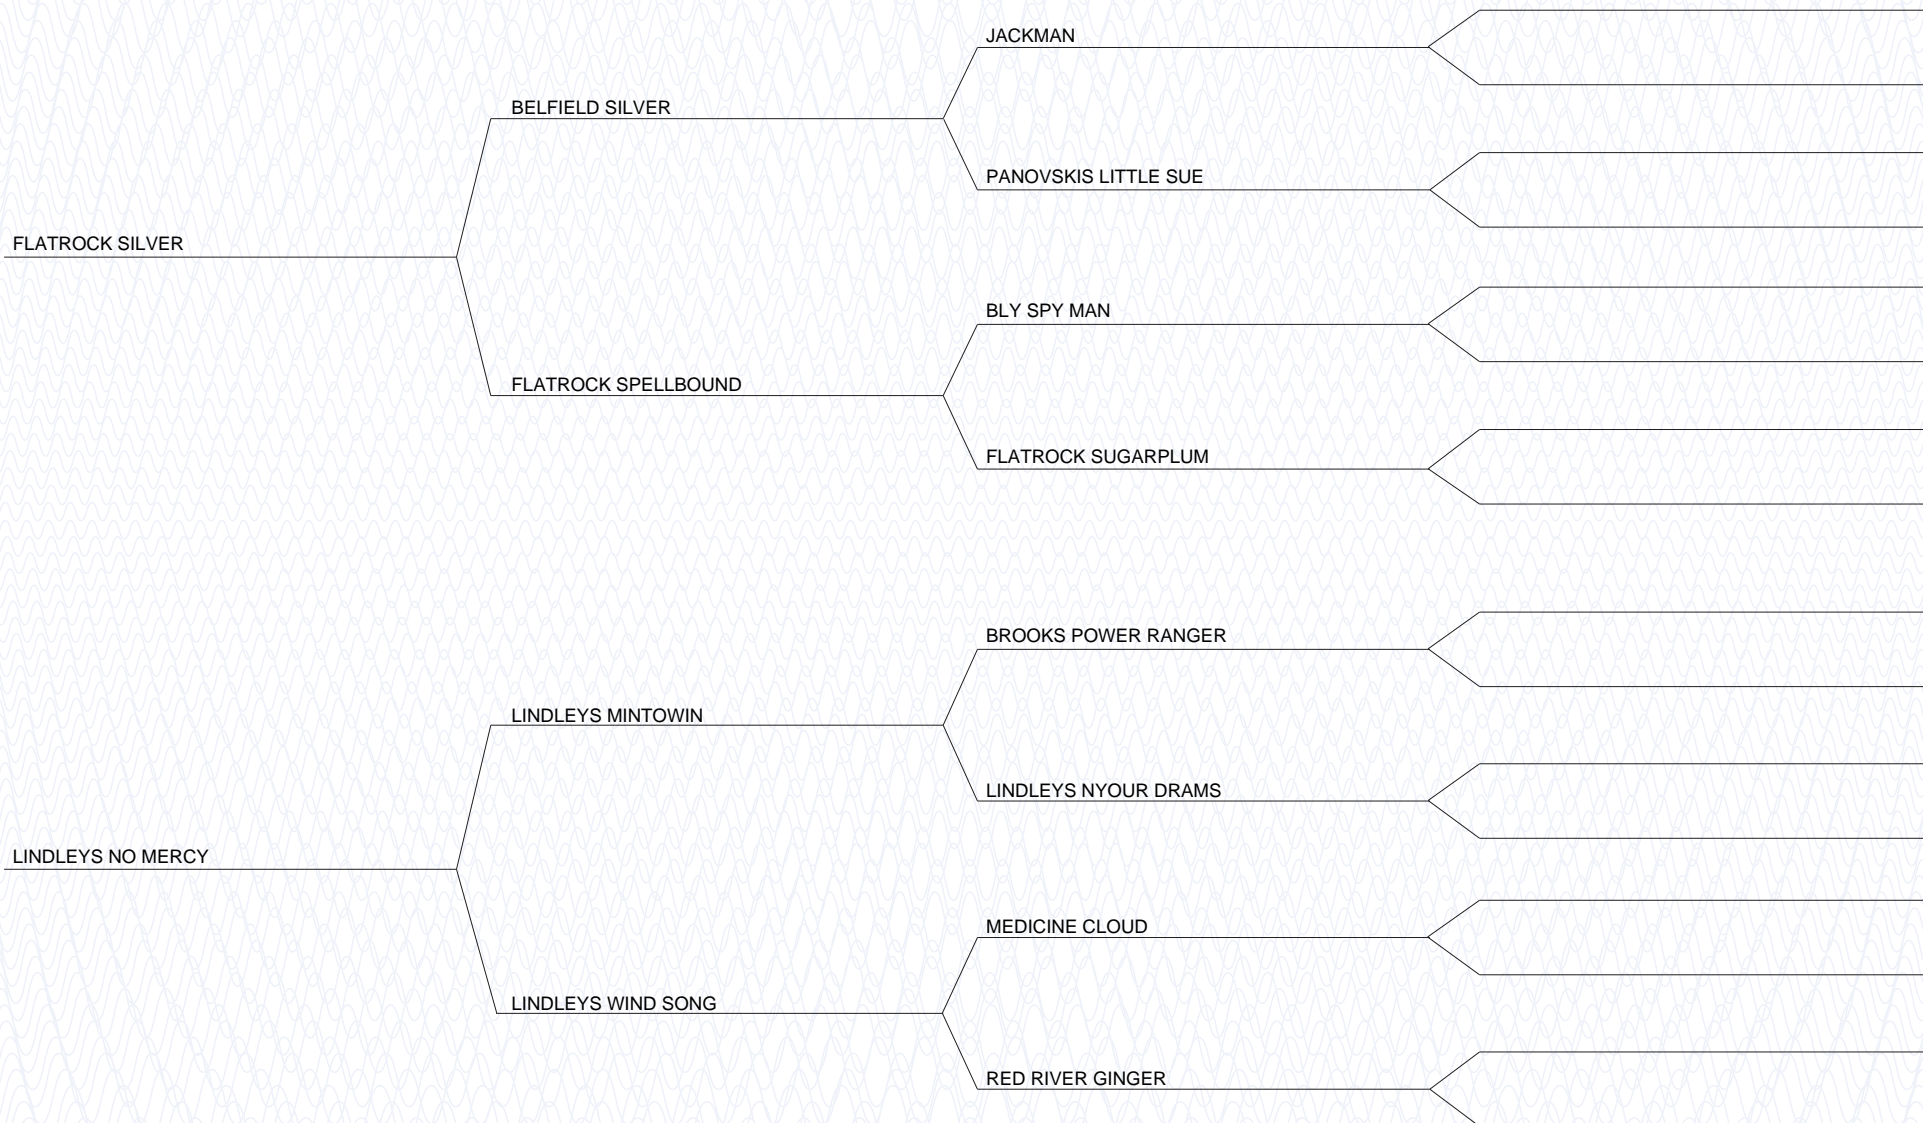 JACKMAN
BELFIELD SILVER
PANOVSKIS LITTLE SUE
FLATROCK SILVER
BLY SPY MAN
FLATROCK SPELLBOUND
FLATROCK SUGARPLUM
BROOKS POWER RANGER
LINDLEYS MINTOWIN
LINDLEYS NYOUR DRAMS
LINDLEYS NO MERCY
MEDICINE CLOUD
LINDLEYS WIND SONG
RED RIVER GINGER